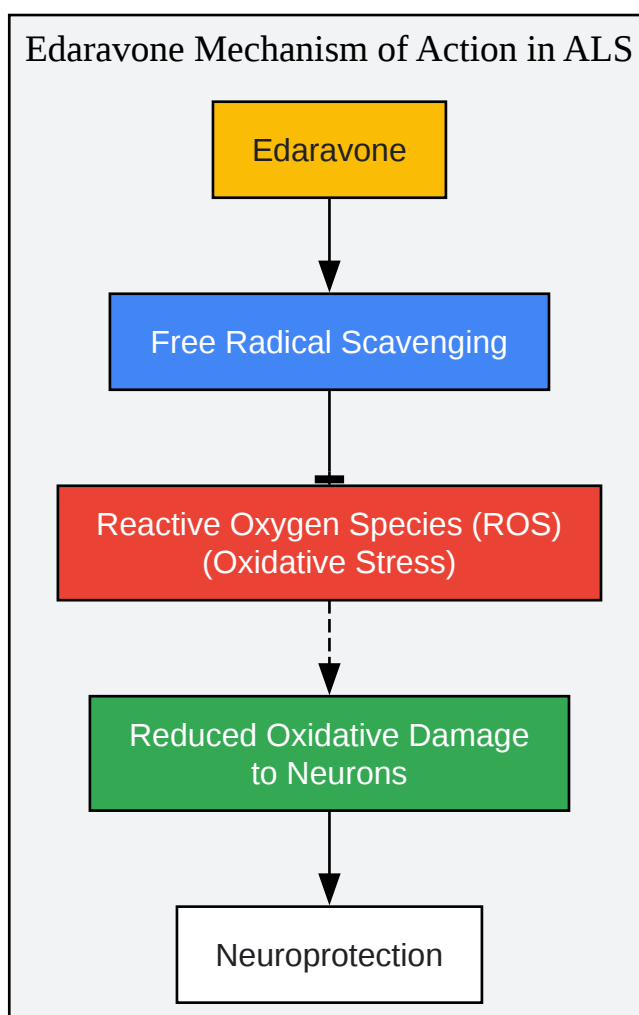 Edaravone Mechanism of Action in ALS
Edaravone
Free Radical Scavenging
Reactive Oxygen Species (ROS)
(Oxidative Stress)
Reduced Oxidative Damage
to Neurons
Neuroprotection